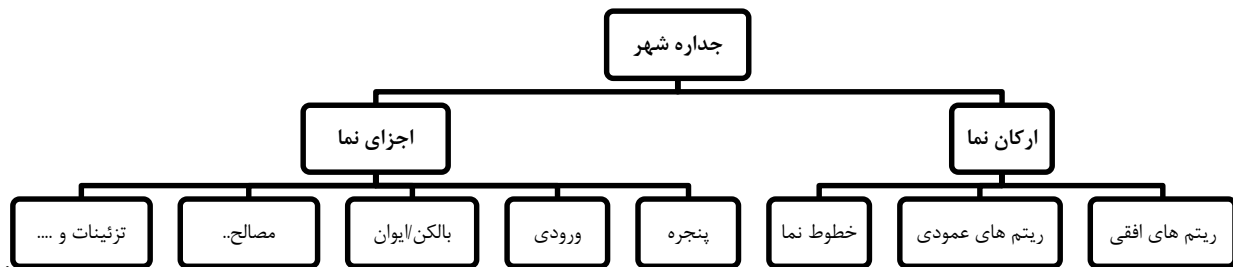 جداره شهر
ارکان نما
اجزای نما
ریتم های افقی
ریتم های عمودی
خطوط نما
پنجره
ورودی
بالکن/ایوان
مصالح..
تزئینات و ....